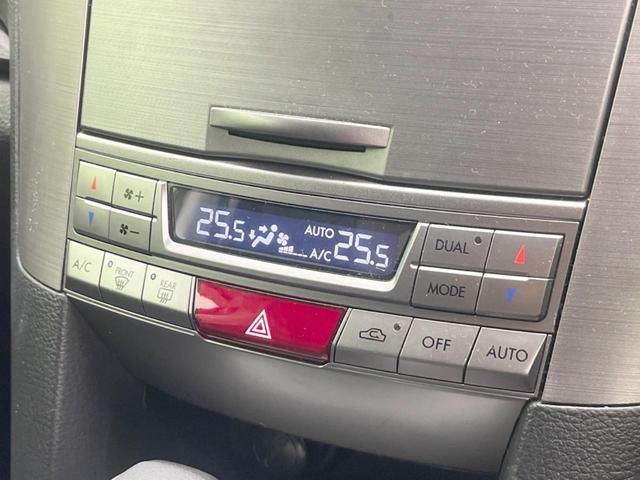 25.5 AUTO A/C 25.5
DUAL
MODE
A/C
FRONT
REAR
OFF
AUTO